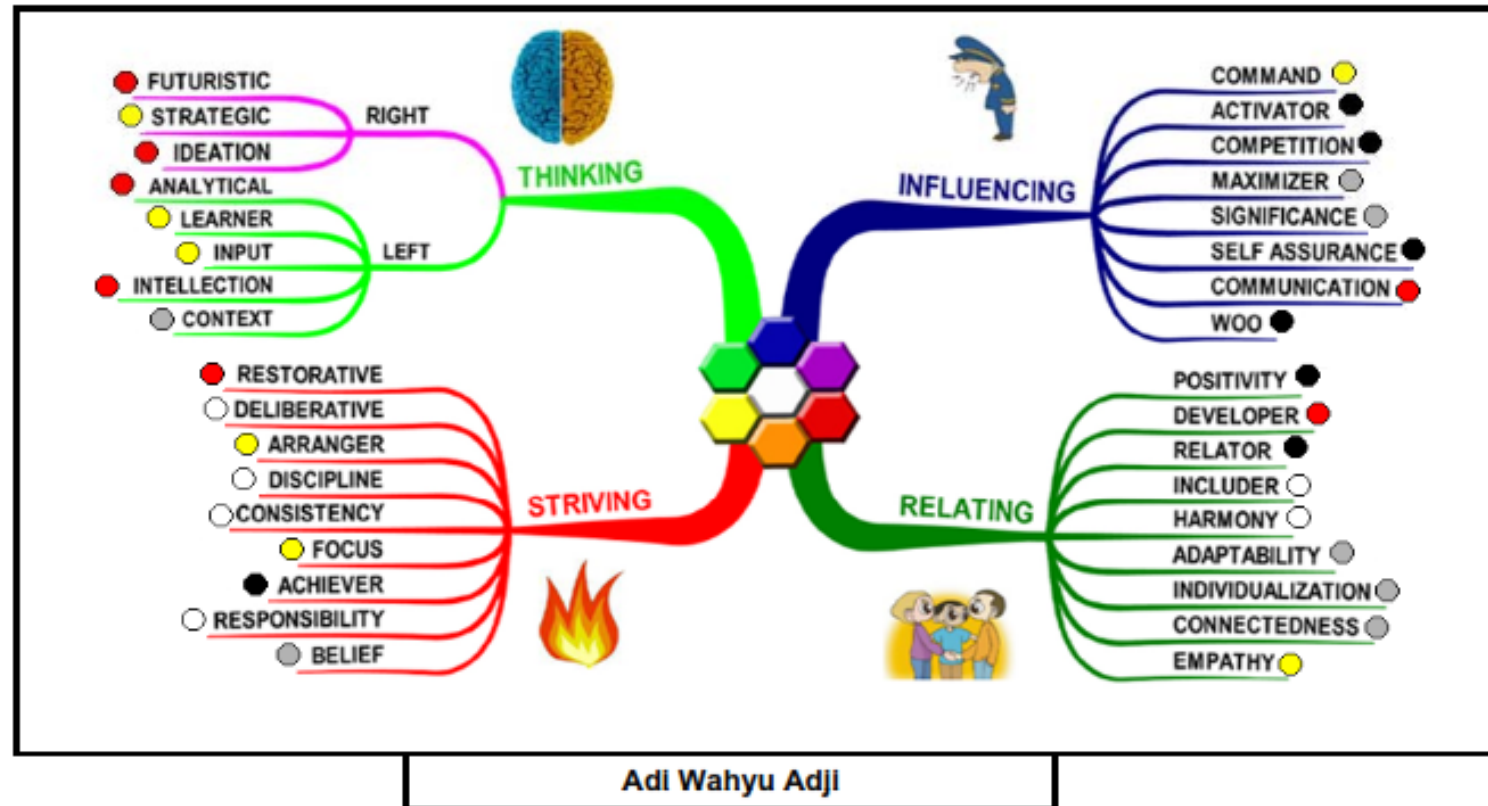 FUTURISTIC
STRATEGIC
IDEATION
RIGHT
ANALYTICAL
LEARNER
INPUT
INTELLECTION
CONTEXT
LEFT
THINKING
INFLUENCING
COMMAND
ACTIVATOR
COMPETITION
MAXIMIZER
SIGNIFICANCE
SELF ASSURANCE
COMMUNICATION
WOO
RESTORATIVE
DELIBERATIVE
ARRANGER
DISCIPLINE
CONSISTENCY
FOCUS
ACHIEVER
RESPONSIBILITY
BELIEF
STRIVING
RELATING
POSITIVITY
DEVELOPER
RELATOR
INCLUDER
HARMONY
ADAPTABILITY
INDIVIDUALIZATION
CONNECTEDNESS
EMPATHY
Adi Wahyu Adji